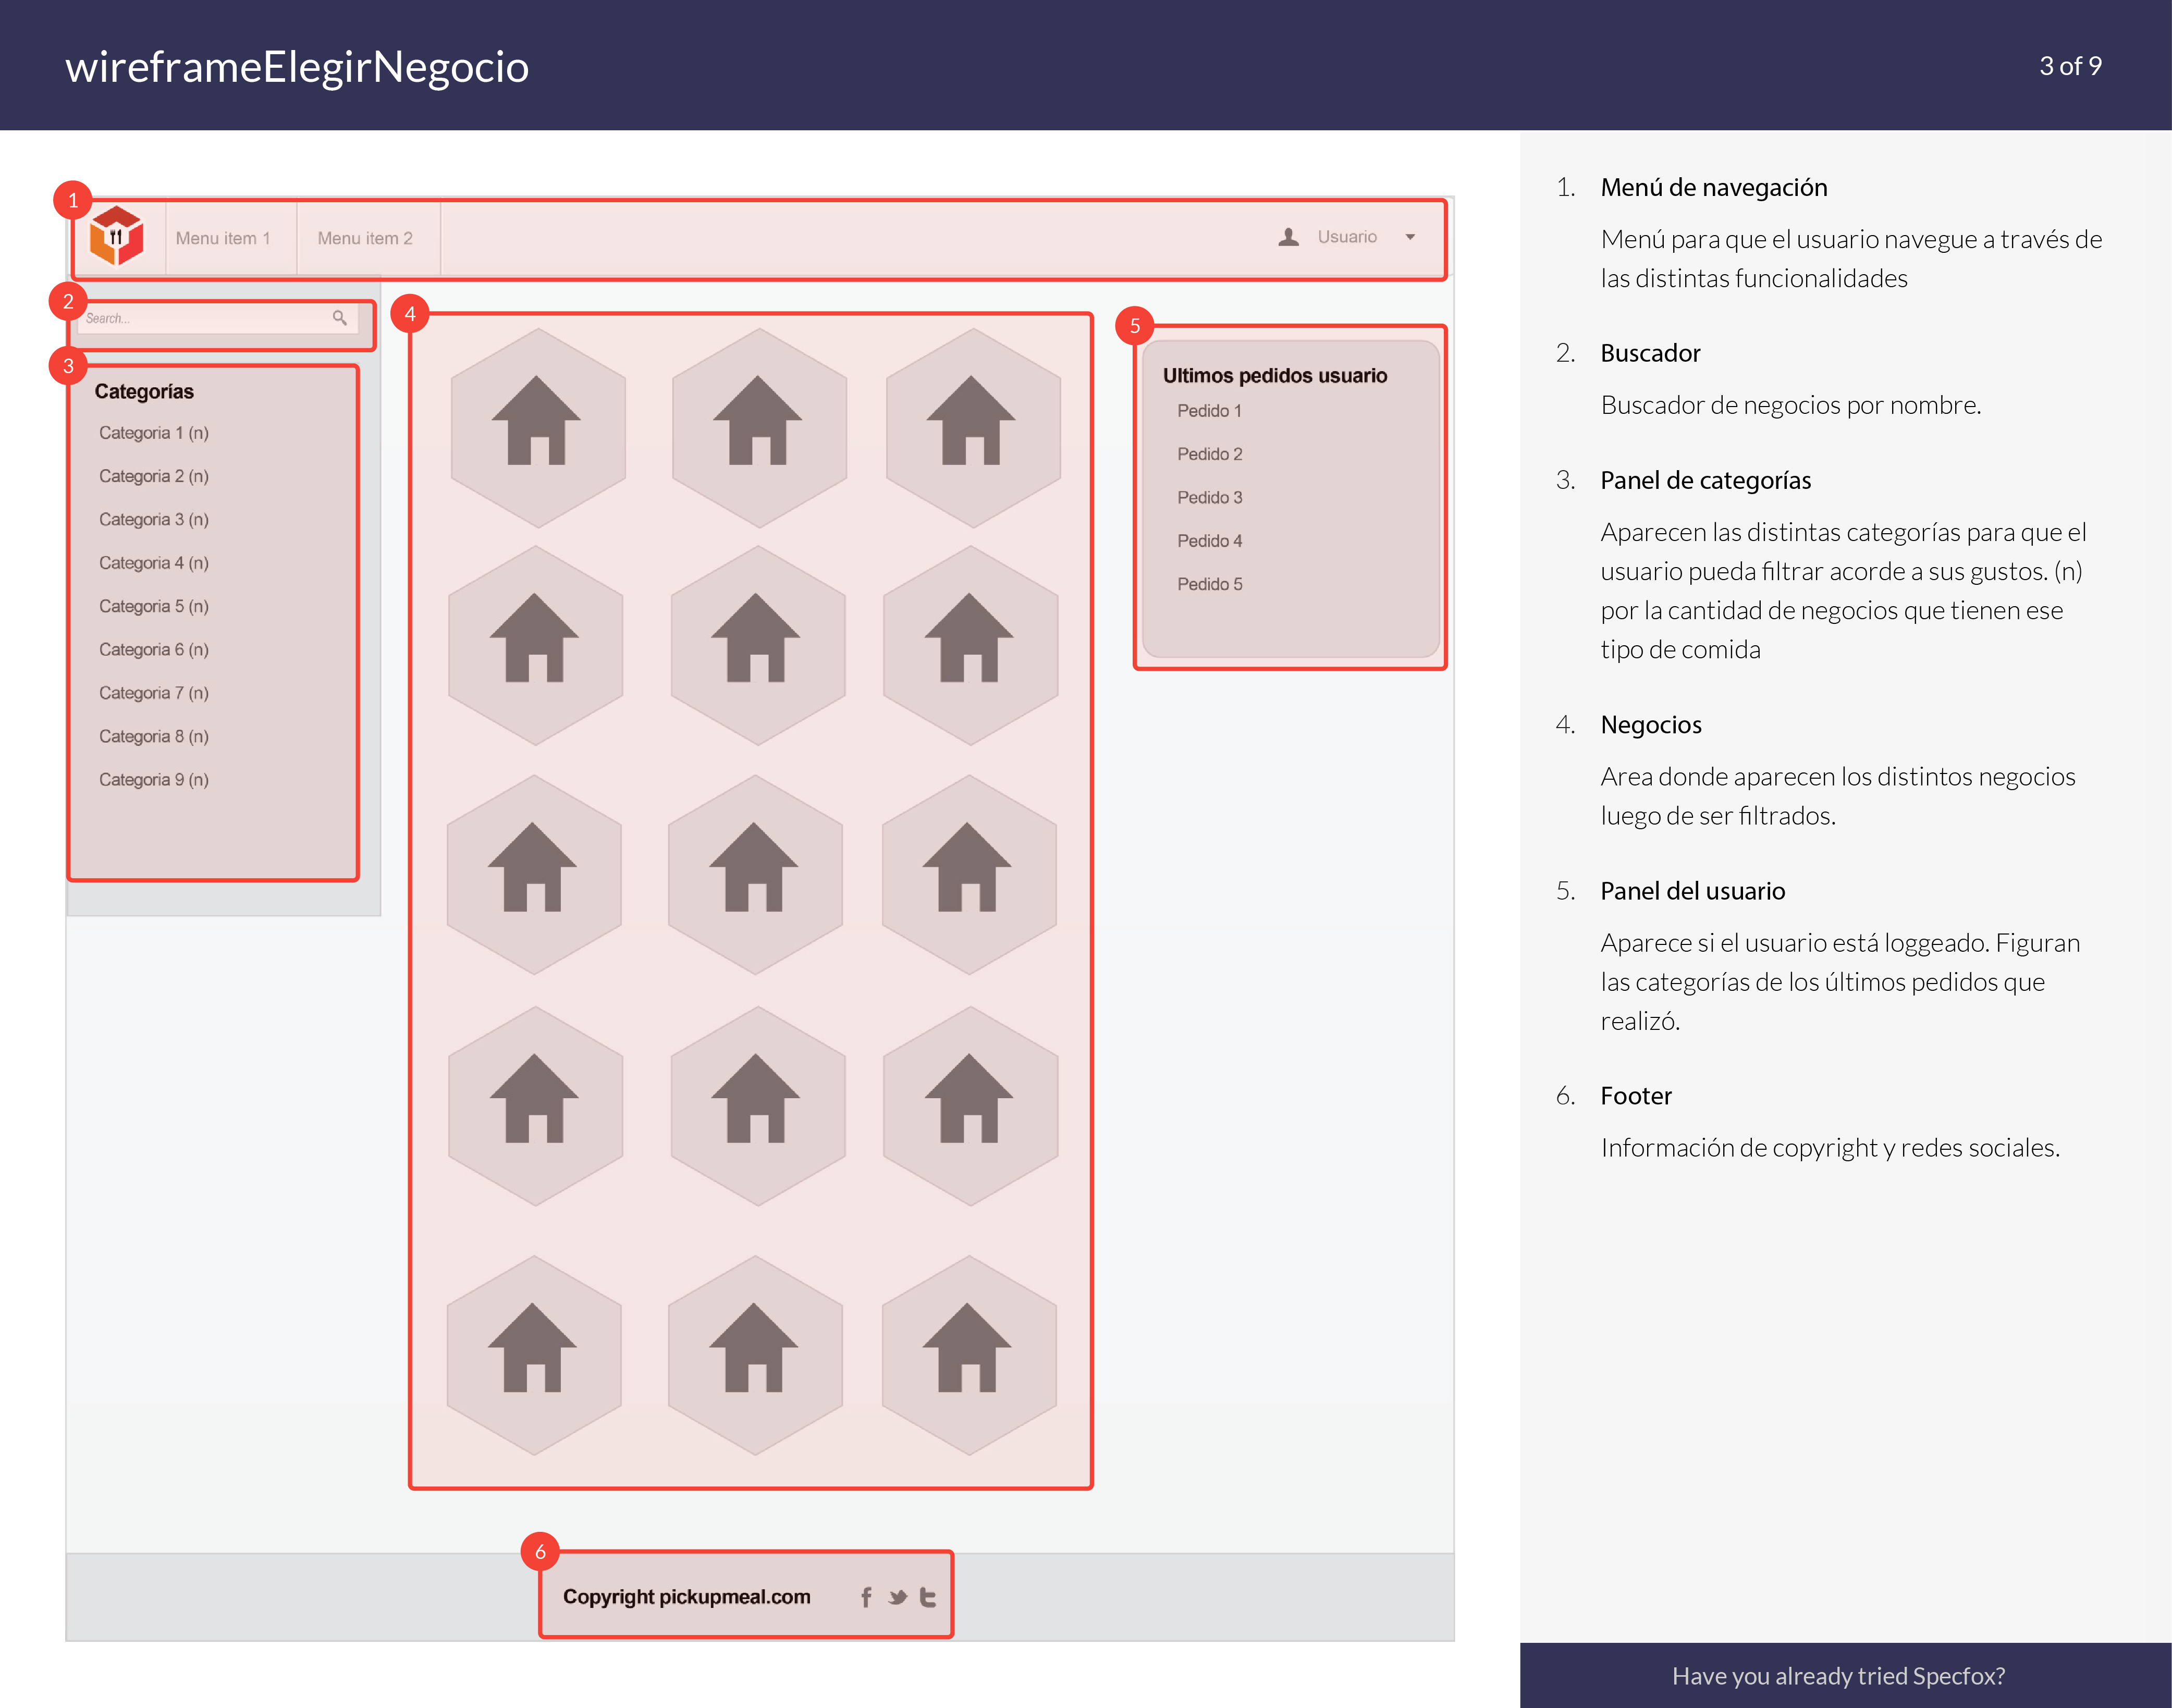 wireframeElegirNegocio
3 of 9
1
Menu item 1
Menu item 2
Usuario
2
Search...
3
Categorías
Categoria 1 (n)
Categoria 2 (n)
Categoria 3 (n)
Categoria 4 (n)
Categoria 5 (n)
Categoria 6 (n)
Categoria 7 (n)
Categoria 8 (n)
Categoria 9 (n)
4
5
Ultimos pedidos usuario
Pedido 1
Pedido 2
Pedido 3
Pedido 4
Pedido 5
6
Copyright pickupmeal.com
1. Menú de navegación
Menú para que el usuario navegue a través de
las distintas funcionalidades
2. Buscador
Buscador de negocios por nombre.
3. Panel de categorías
Aparecen las distintas categorías para que el
usuario pueda filtrar acorde a sus gustos. (n)
por la cantidad de negocios que tienen ese
tipo de comida
4. Negocios
Area donde aparecen los distintos negocios
luego de ser filtrados.
5. Panel del usuario
Aparece si el usuario está loggeado. Figuran
las categorías de los últimos pedidos que
realizó.
6. Footer
Información de copyright y redes sociales.
Have you already tried Specfox?